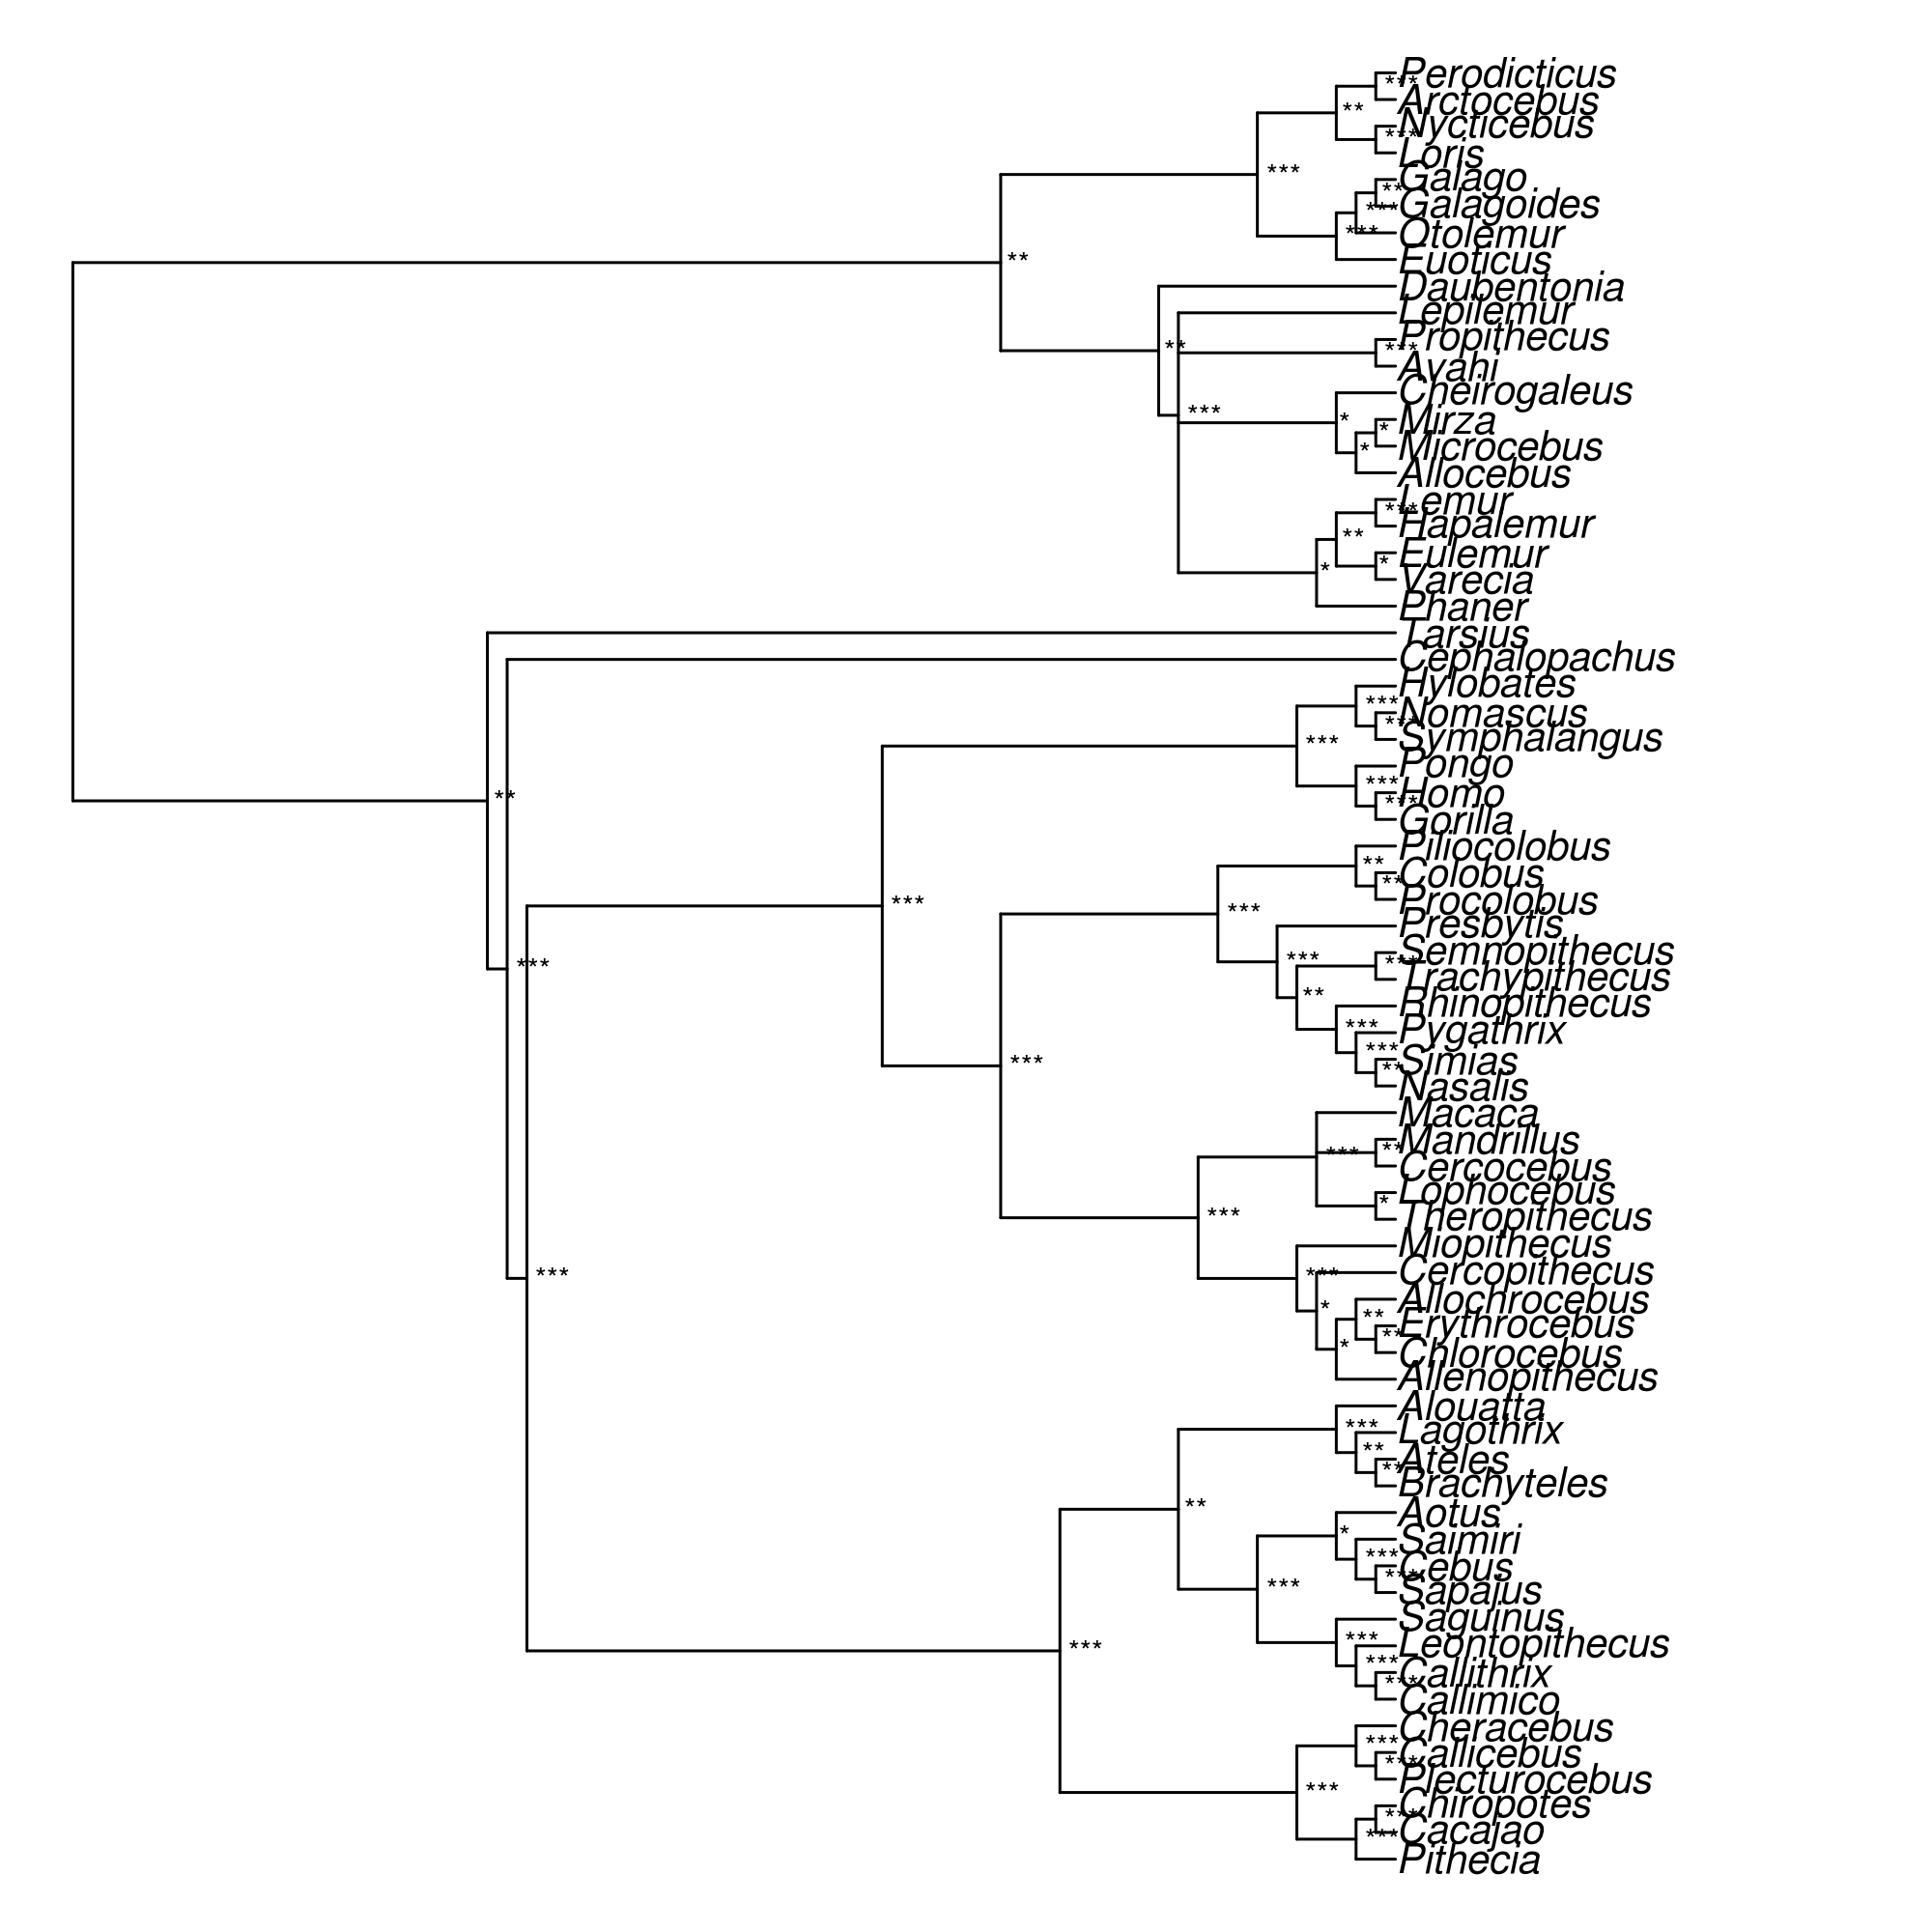 Perodicticus
Arctocebus
Nycticebus
Loris
Galago
Galagoides
Otolemur
Euoticus
Daubentonia
Lepilemur
Propithecus
Avahi
Cheirogaleus
Mirza
Microcebus
Allocebus
Lemur
Hapalemur
Eulemur
Varecia
Phaner
Tarsius
Cephalopachus
Hylobates
Nomascus
Symphalangus
Pongo
Homo
Gorilla
Piliocolobus
Colobus
Procolobus
Presbytis
Semnopithecus
Trachypithecus
Rhinopithecus
Pygathrix
Simias
Nasalis
Macaca
Mandrillus
Cercocebus
Lophocebus
Theropithecus
Miopithecus
Cercopithecus
Allochrocebus
Erythrocebus
Chlorocebus
Allenopithecus
Alouatta
Lagothrix
Ateles
Brachyteles
Aotus
Saimiri
Cebus
Sapajus
Saguinus
Leontopithecus
Callithrix
Callimico
Cheracebus
Callicebus
Plecturocebus
Chiropotes
Cacajao
Pithecia